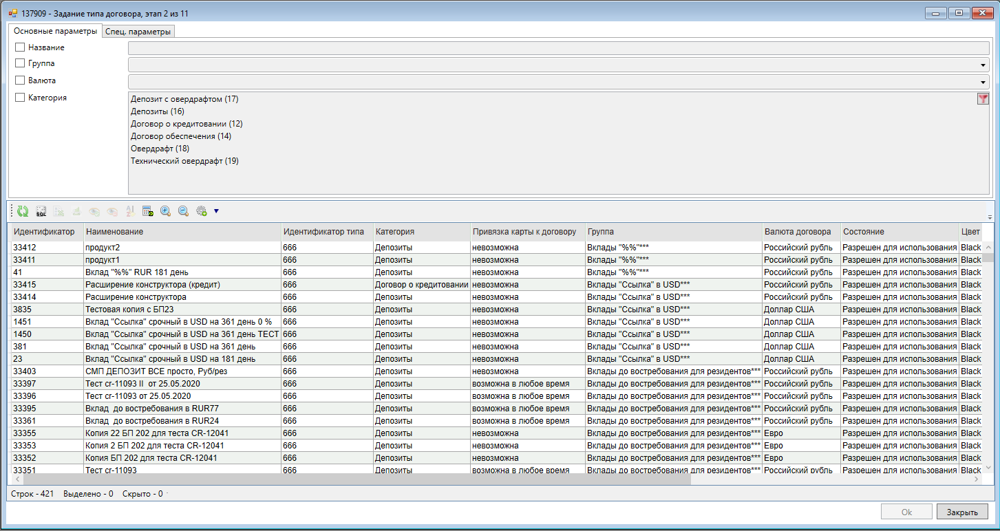 137909 - Задание типа договора, этап 2 из 11
Основные параметры Спец. параметры
Название
Группа
Валюта
Категория
Депозит с овердрафтом (17)
Депозиты (16)
Договор о кредитовании (12)
Договор обеспечения (14)
Овердрафт (18)
Технический овердрафт (19)
SQL
Идентификатор Наименование Идентификатор типа Категория Привязка карты к договору Группа Валюта договора Состояние Цвет
33412 продукт2 666 Депозиты невозможна Вклады "%%"*** Российский рубль Разрешен для использования Black
33411 продукт1 666 Депозиты невозможна Вклады "%%"*** Российский рубль Разрешен для использования Black
41 Вклад "%%" RUR 181 день 666 Депозиты невозможна Вклады "%%"*** Российский рубль Разрешен для использования Black
33415 Расширение конструктора (кредит) 666 Договор о кредитовании невозможна Вклады "Ссылка" в USD*** Российский рубль Разрешен для использования Black
33414 Расширение конструктора 666 Депозиты невозможна Вклады "Ссылка" в USD*** Российский рубль Разрешен для использования Black
3835 Тестовая копия с БП23 666 Депозиты невозможна Вклады "Ссылка" в USD*** Доллар США Разрешен для использования Black
1451 Вклад "Ссылка" срочный в USD на 361 день 0 % 666 Депозиты невозможна Вклады "Ссылка" в USD*** Доллар США Разрешен для использования Black
1450 Вклад "Ссылка" срочный в USD на 361 день ТЕСТ 666 Депозиты невозможна Вклады "Ссылка" в USD*** Доллар США Разрешен для использования Black
381 Вклад "Ссылка" срочный в USD на 361 день 666 Депозиты невозможна Вклады "Ссылка" в USD*** Доллар США Разрешен для использования Black
23 Вклад "Ссылка" срочный в USD на 181 день 666 Депозиты невозможна Вклады "Ссылка" в USD*** Доллар США Разрешен для использования Black
33403 СМП ДЕПОЗИТ ВСЕ просто, Руб/рез 666 Депозиты невозможна Вклады до востребования для резидентов*** Российский рубль Разрешен для использования Black
33397 Тест cr-11093 II от 25.05.2020 666 Депозиты возможна в любое время Вклады до востребования для резидентов*** Российский рубль Разрешен для использования Black
33396 Тест cr-11093 от 25.05.2020 666 Депозиты возможна в любое время Вклады до востребования для резидентов*** Российский рубль Разрешен для использования Black
33395 Вклад до востребования в RUR77 666 Депозиты возможна в любое время Вклады до востребования для резидентов*** Российский рубль Разрешен для использования Black
33361 Вклад до востребования в RUR24 666 Депозиты возможна в любое время Вклады до востребования для резидентов*** Российский рубль Разрешен для использования Black
33355 Копия 22 БП 202 для теста CR-12041 666 Депозиты невозможна Вклады до востребования для резидентов*** Евро Разрешен для использования Black
33353 Копия 2 БП 202 для теста CR-12041 666 Депозиты невозможна Вклады до востребования для резидентов*** Евро Разрешен для использования Black
33352 Копия БП 202 для теста CR-12041 666 Депозиты невозможна Вклады до востребования для резидентов*** Евро Разрешен для использования Black
33351 Тест cr-11093 666 Депозиты возможна в любое время Вклады до востребования для резидентов*** Российский рубль Разрешен для использования Black
Строк - 421 Выделено - 0 Скрыто - 0
Ok Закрыть